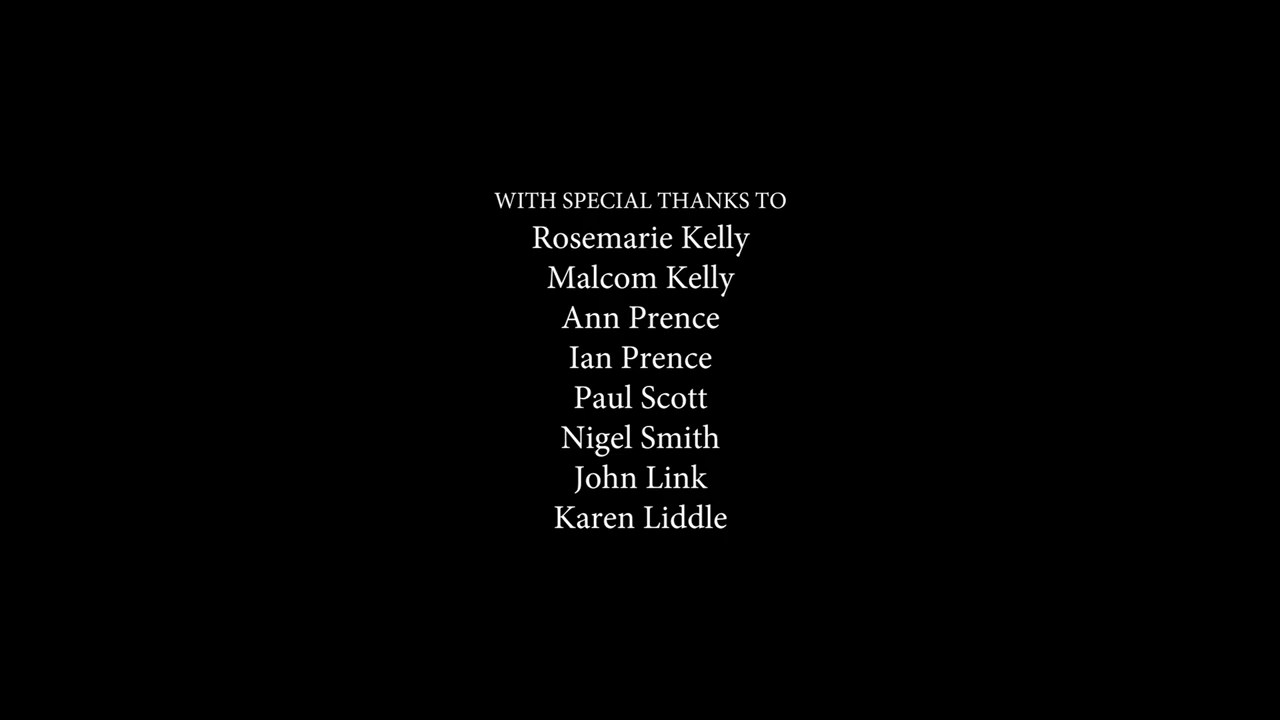 WITH SPECIAL THANKS TO
Rosemarie Kelly
Malcom Kelly
Ann Prence
Ian Prence
Paul Scott
Nigel Smith
John Link
Karen Liddle